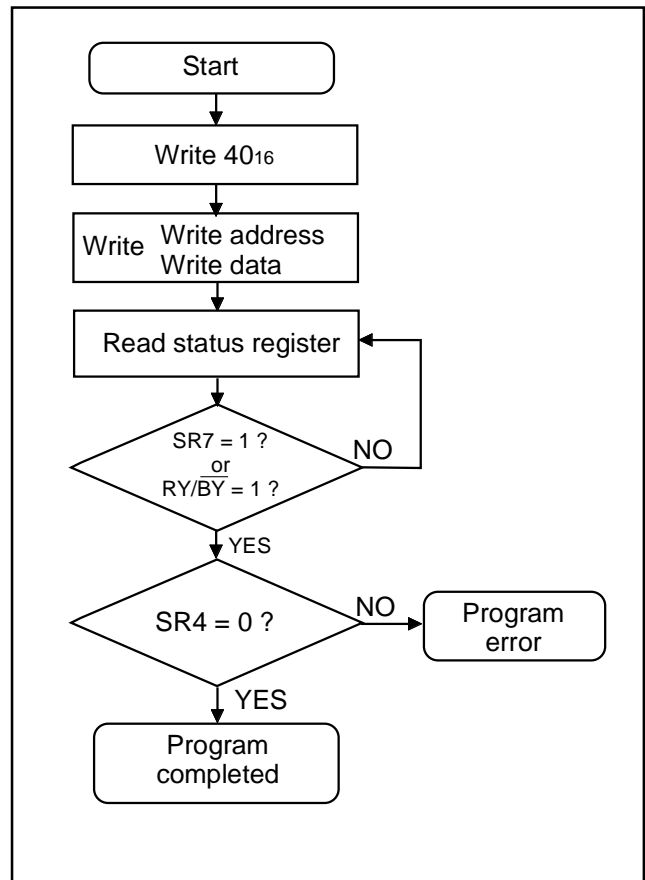 Start
Write 40₁₆
Write
Write address
Write data
Read status register
SR7 = 1 ?
or
RY/B̅Y̅ = 1 ?
NO
YES
SR4 = 0 ?
NO
Program
error
YES
Program
completed